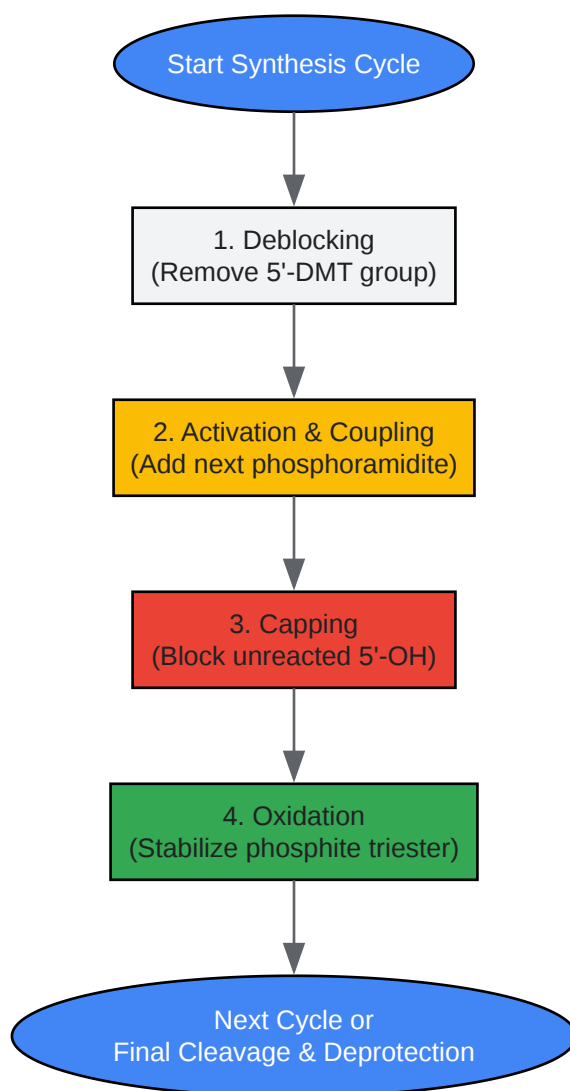 Start Synthesis Cycle
1. Deblocking
(Remove 5'-DMT group)
2. Activation & Coupling
(Add next phosphoramidite)
3. Capping
(Block unreacted 5'-OH)
4. Oxidation
(Stabilize phosphite triester)
Next Cycle or
Final Cleavage & Deprotection